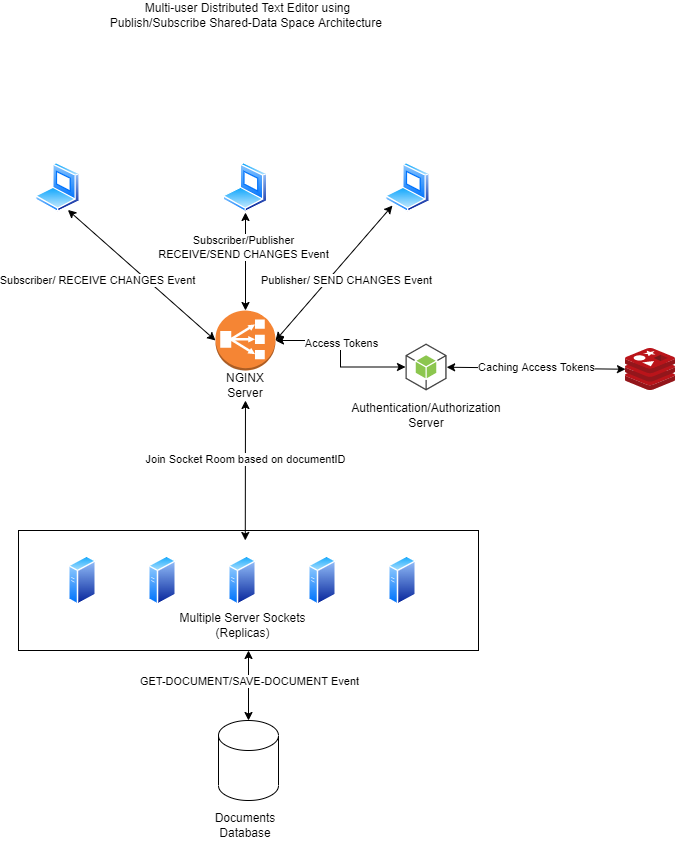 Multi-user Distributed Text Editor using
Publish/Subscribe Shared-Data Space Architecture
Subscriber/Publisher
RECEIVE/SEND CHANGES Event
Subscriber/ RECEIVE CHANGES Event
Publisher/ SEND CHANGES Event
Access Tokens
NGINX
Server
Caching Access Tokens
Authentication/Authorization
Server
Join Socket Room based on documentID
Multiple Server Sockets
(Replicas)
GET-DOCUMENT/SAVE-DOCUMENT Event
Documents
Database